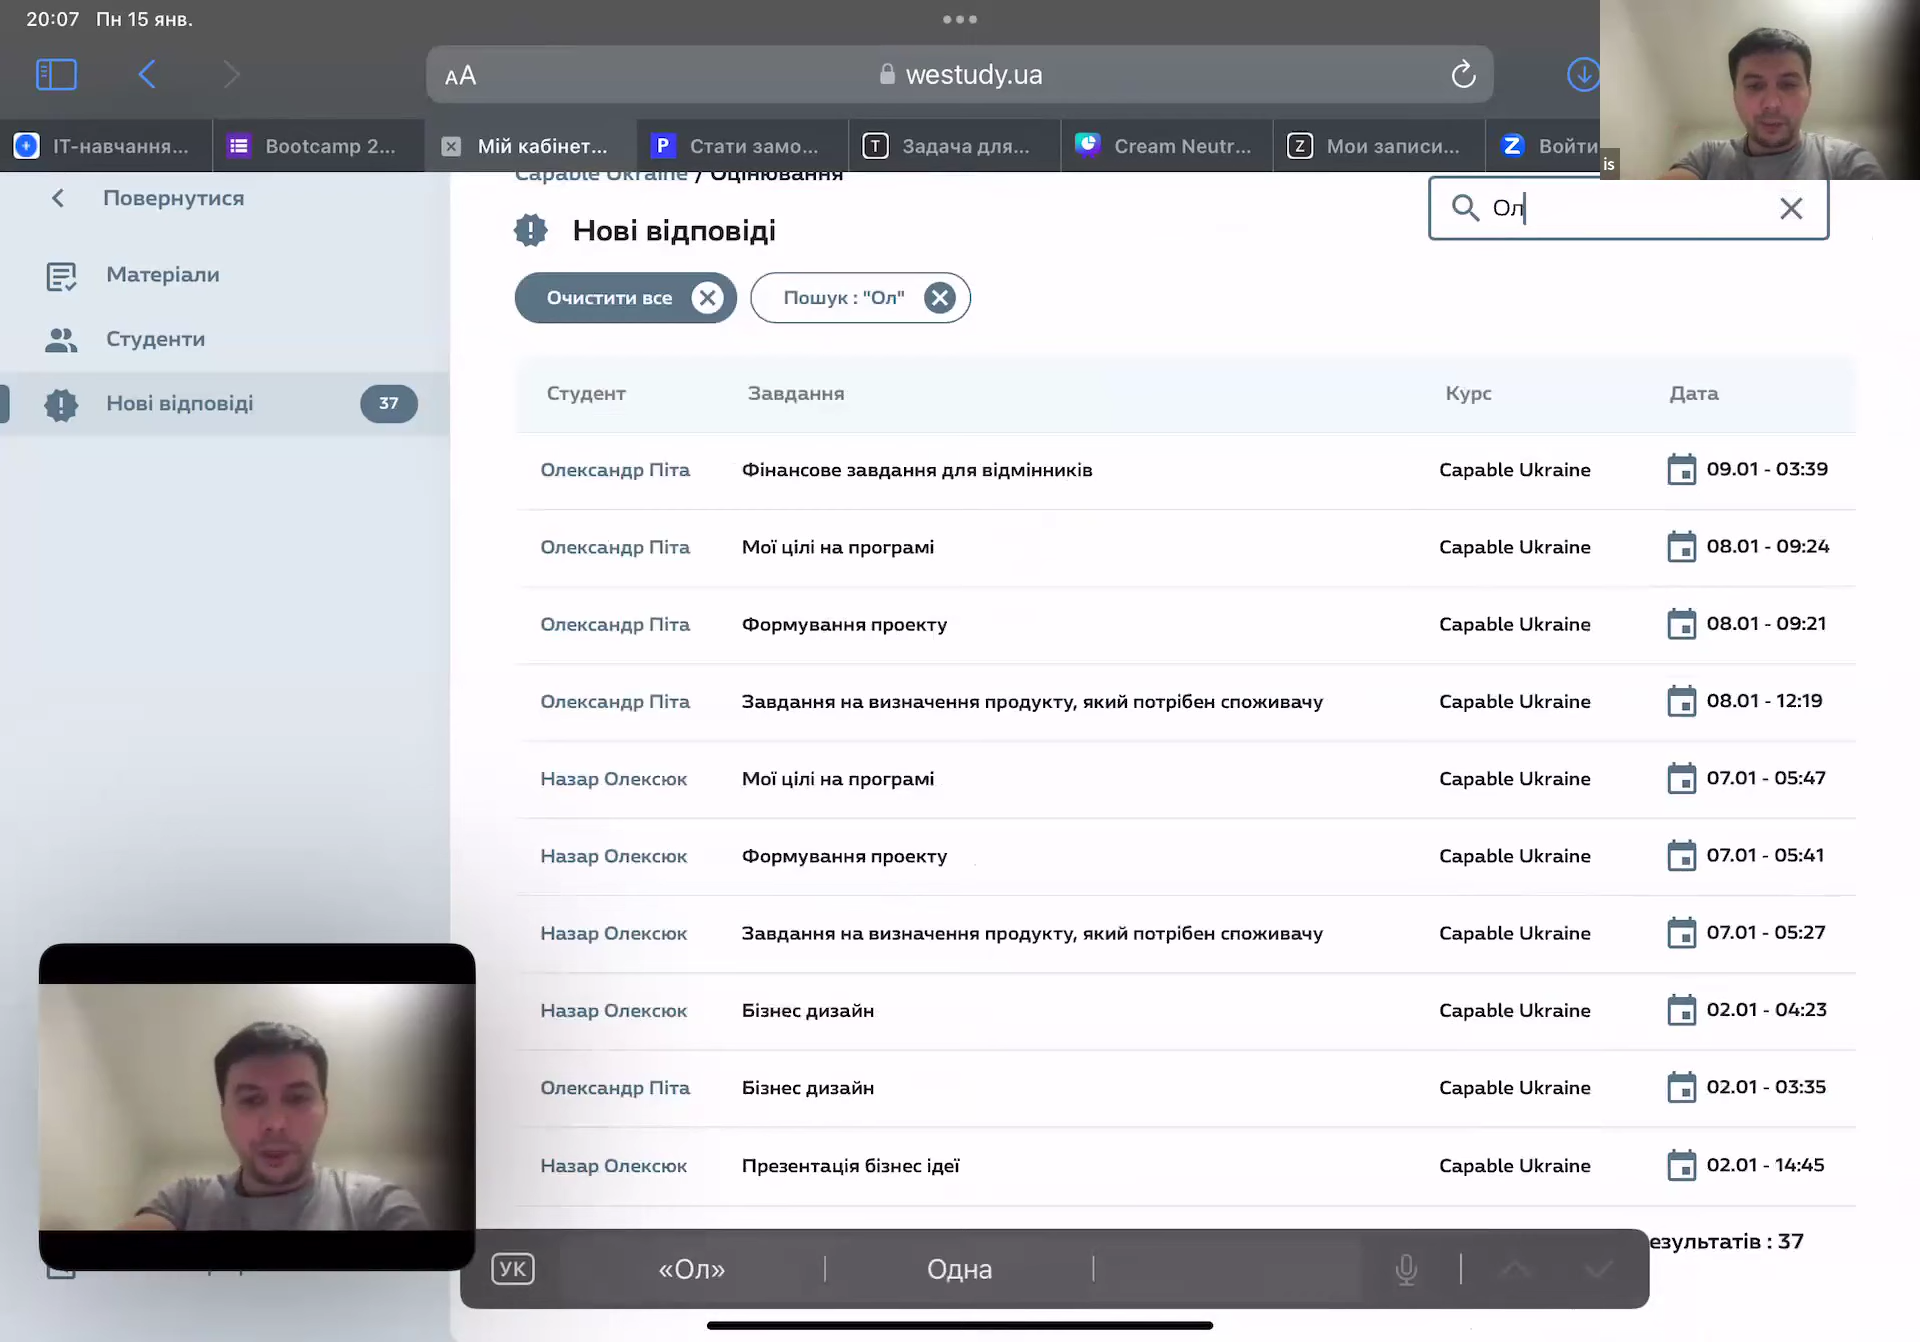 20:07 Пн 15 янв.
AA
westudy.ua
IT-навчання...
Bootcamp 2...
Мій кабінет...
P Стати замо...
T Задача для...
Cream Neutr...
Z Мои записи...
Z Войти
is
Повернутися
Матеріали
Студенти
Нові відповіді 37
Capable Ukraine / Оцінювання
Нові відповіді
Ол
Очистити все
Пошук : "Ол"
Студент Завдання Курс Дата
Олександр Піта Фінансове завдання для відмінників Capable Ukraine 09.01 - 03:39
Олександр Піта Мої цілі на програмі Capable Ukraine 08.01 - 09:24
Олександр Піта Формування проекту Capable Ukraine 08.01 - 09:21
Олександр Піта Завдання на визначення продукту, який потрібен споживачу Capable Ukraine 08.01 - 12:19
Назар Олексюк Мої цілі на програмі Capable Ukraine 07.01 - 05:47
Назар Олексюк Формування проекту Capable Ukraine 07.01 - 05:41
Назар Олексюк Завдання на визначення продукту, який потрібен споживачу Capable Ukraine 07.01 - 05:27
Назар Олексюк Бізнес дизайн Capable Ukraine 02.01 - 04:23
Олександр Піта Бізнес дизайн Capable Ukraine 02.01 - 03:35
Назар Олексюк Презентація бізнес ідеї Capable Ukraine 02.01 - 14:45
езультатів : 37
УК «Ол» Одна